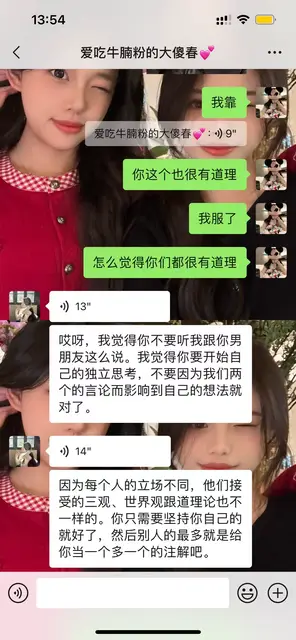 13:54
爱吃牛腩粉的大傻春💕
我靠
爱吃牛腩粉的大傻春💕: 9"
你这个也很有道理
我服了
怎么觉得你们都很有道理
13"
哎呀，我觉得你不要听我跟你男
朋友这么说。我觉得你要开始自
己的独立思考，不要因为我们两
个的言论而影响到自己的想法就
对了。
14"
因为每个人的立场不同，他们接
受的三观、世界观跟道理论也不
一样的。你只需要坚持你自己的
就好了，然后别人的最多就是给
你当一个多一个的注解吧。